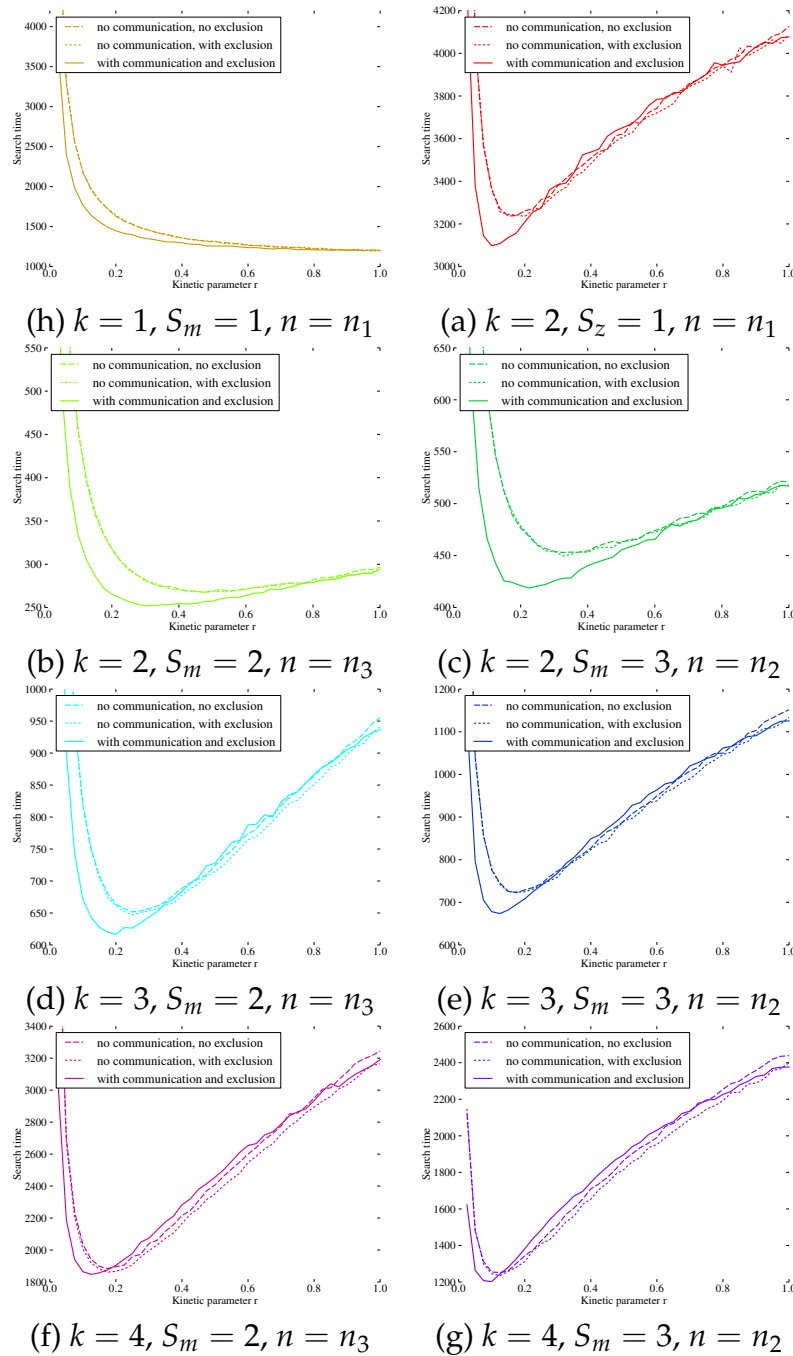 no communication, no exclusion
no communication, with exclusion
with communication and exclusion
Search time
4000
3500
3000
2500
2000
1500
1000
0.0 0.2 0.4 0.6 0.8 1.0
Kinetic parameter r
(h) k = 1, S_m = 1, n = n_1
no communication, no exclusion
no communication, with exclusion
with communication and exclusion
Search time
4200
4000
3800
3600
3400
3200
3000
0.0 0.2 0.4 0.6 0.8 1.0
Kinetic parameter r
(a) k = 2, S_z = 1, n = n_1
no communication, no exclusion
no communication, with exclusion
with communication and exclusion
Search time
550
500
450
400
350
300
250
0.0 0.2 0.4 0.6 0.8 1.0
Kinetic parameter r
(b) k = 2, S_m = 2, n = n_3
no communication, no exclusion
no communication, with exclusion
with communication and exclusion
Search time
650
600
550
500
450
400
0.0 0.2 0.4 0.6 0.8 1.0
Kinetic parameter r
(c) k = 2, S_m = 3, n = n_2
no communication, no exclusion
no communication, with exclusion
with communication and exclusion
Search time
1000
950
900
850
800
750
700
650
600
0.0 0.2 0.4 0.6 0.8 1.0
Kinetic parameter r
(d) k = 3, S_m = 2, n = n_3
no communication, no exclusion
no communication, with exclusion
with communication and exclusion
Search time
1200
1100
1000
900
800
700
600
0.0 0.2 0.4 0.6 0.8 1.0
Kinetic parameter r
(e) k = 3, S_m = 3, n = n_2
no communication, no exclusion
no communication, with exclusion
with communication and exclusion
Search time
3400
3200
3000
2800
2600
2400
2200
2000
1800
0.0 0.2 0.4 0.6 0.8 1.0
Kinetic parameter r
(f) k = 4, S_m = 2, n = n_3
no communication, no exclusion
no communication, with exclusion
with communication and exclusion
Search time
2600
2400
2200
2000
1800
1600
1400
1200
0.0 0.2 0.4 0.6 0.8 1.0
Kinetic parameter r
(g) k = 4, S_m = 3, n = n_2